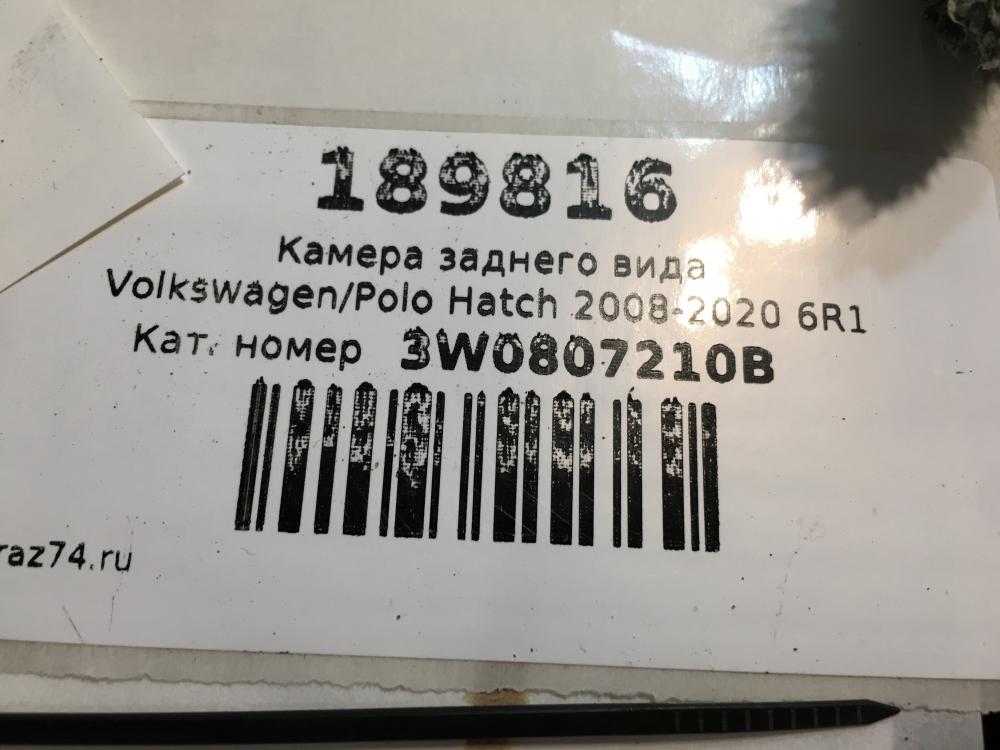 189816
Камера заднего вида
Volkswagen/Polo Hatch 2008-2020 6R1
Кат. номер 3W0807210B
raz74.ru